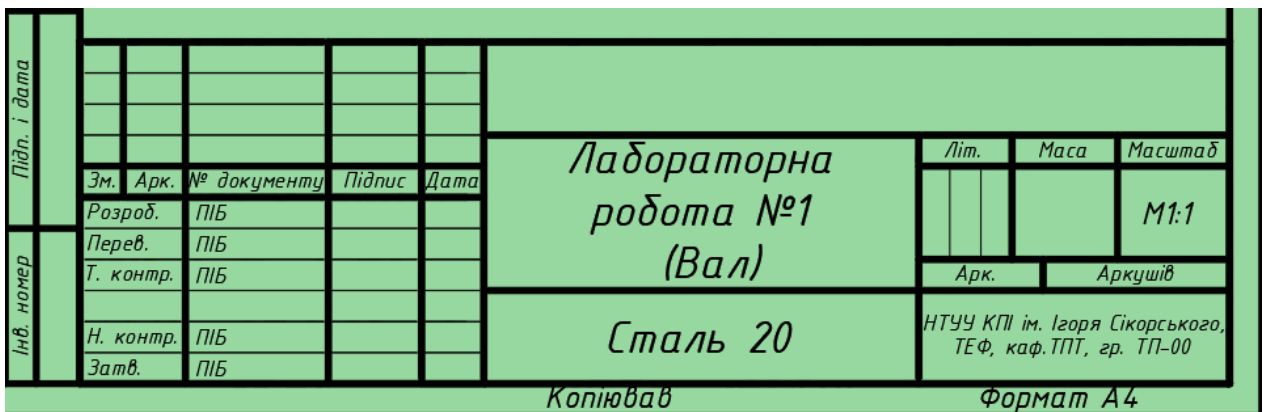 Підп. і дата
Інв. номер
Зм. Арк. № документу Підпис Дата
Розроб. ПІБ
Перев. ПІБ
Т. контр. ПІБ
Н. контр. ПІБ
Затв. ПІБ
Лабораторна
робота №1
(Вал)
Сталь 20
Літ. Маса Масштаб
М1:1
Арк. Аркушів
НТУУ КПІ ім. Ігоря Сікорського,
ТЕФ, каф.ТПТ, гр. ТП-00
Копіював Формат А4